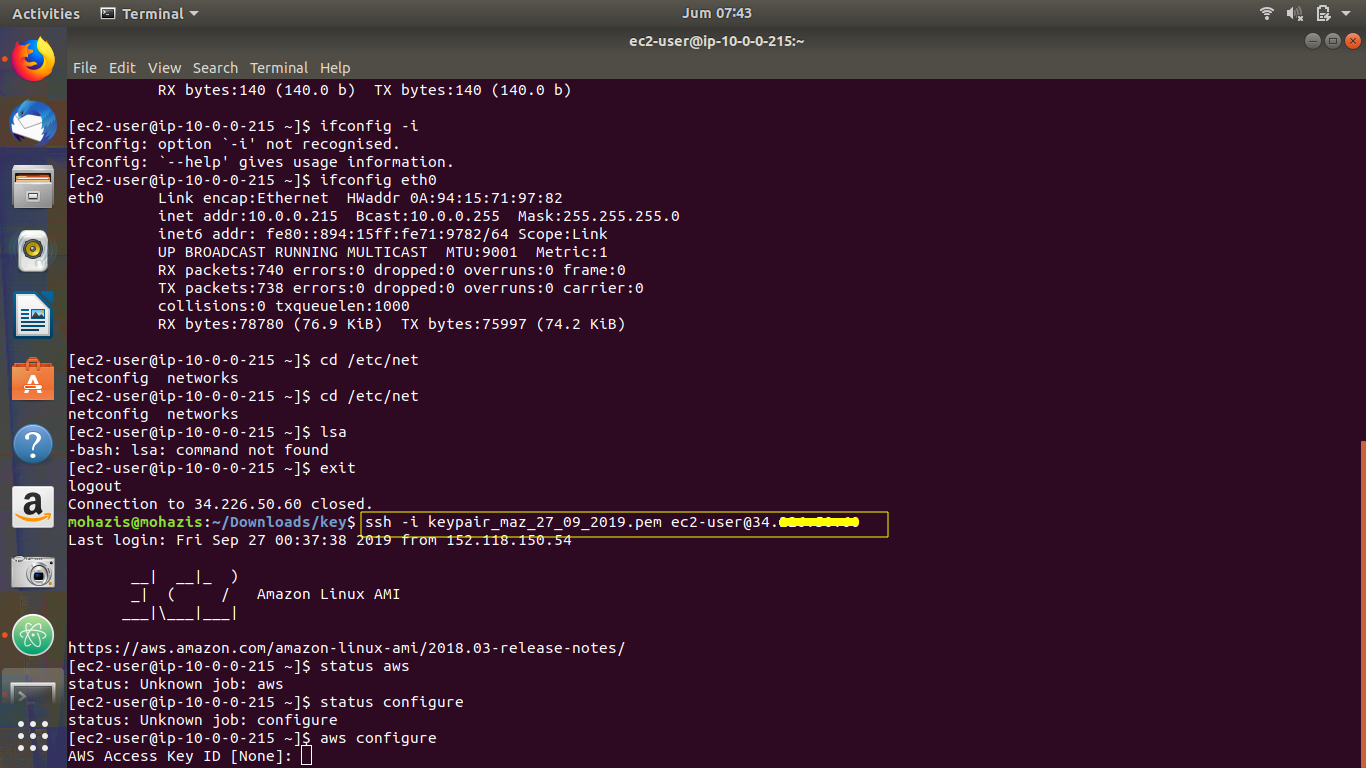 Activities Terminal Jum 07:43
ec2-user@ip-10-0-0-215:~
File Edit View Search Terminal Help
RX bytes:140 (140.0 b)  TX bytes:140 (140.0 b)
[ec2-user@ip-10-0-0-215 ~]$ ifconfig -i
ifconfig: option `-i' not recognised.
ifconfig: `--help' gives usage information.
[ec2-user@ip-10-0-0-215 ~]$ ifconfig eth0
eth0      Link encap:Ethernet  HWaddr 0A:94:15:71:97:82
inet addr:10.0.0.215  Bcast:10.0.0.255  Mask:255.255.255.0
inet6 addr: fe80::894:15ff:fe71:9782/64 Scope:Link
UP BROADCAST RUNNING MULTICAST  MTU:9001  Metric:1
RX packets:740 errors:0 dropped:0 overruns:0 frame:0
TX packets:738 errors:0 dropped:0 overruns:0 carrier:0
collisions:0 txqueuelen:1000
RX bytes:78780 (76.9 KiB)  TX bytes:75997 (74.2 KiB)
[ec2-user@ip-10-0-0-215 ~]$ cd /etc/net
netconfig  networks
[ec2-user@ip-10-0-0-215 ~]$ cd /etc/net
netconfig  networks
[ec2-user@ip-10-0-0-215 ~]$ lsa
-bash: lsa: command not found
[ec2-user@ip-10-0-0-215 ~]$ exit
logout
Connection to 34.226.50.60 closed.
mohazis@mohazis:~/Downloads/key$ ssh -i keypair_maz_27_09_2019.pem ec2-user@34.
Last login: Fri Sep 27 00:37:38 2019 from 152.118.150.54
__|  __|_  )
_|  (     /   Amazon Linux AMI
___|\___|___|
https://aws.amazon.com/amazon-linux-ami/2018.03-release-notes/
[ec2-user@ip-10-0-0-215 ~]$ status aws
status: Unknown job: aws
[ec2-user@ip-10-0-0-215 ~]$ status configure
status: Unknown job: configure
[ec2-user@ip-10-0-0-215 ~]$ aws configure
AWS Access Key ID [None]: